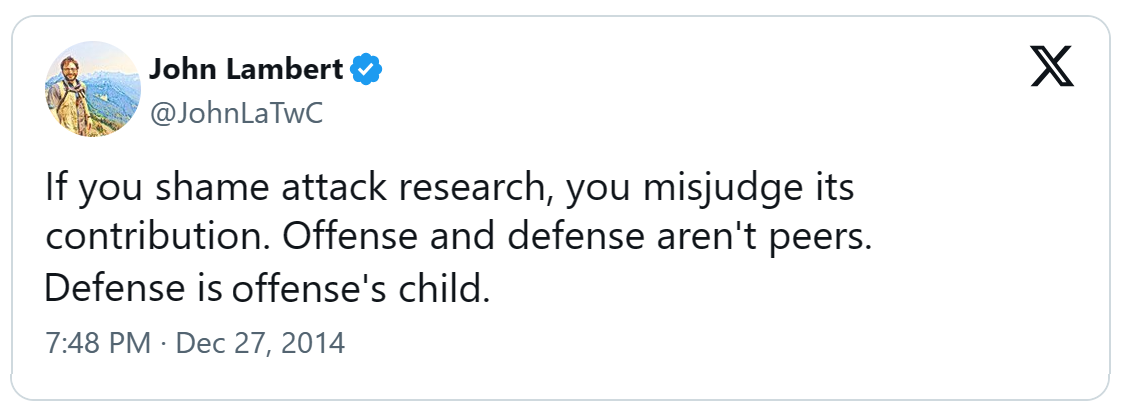 John Lambert
@JohnLaTwC
If you shame attack research, you misjudge its
contribution. Offense and defense aren't peers.
Defense is offense's child.
7:48 PM · Dec 27, 2014